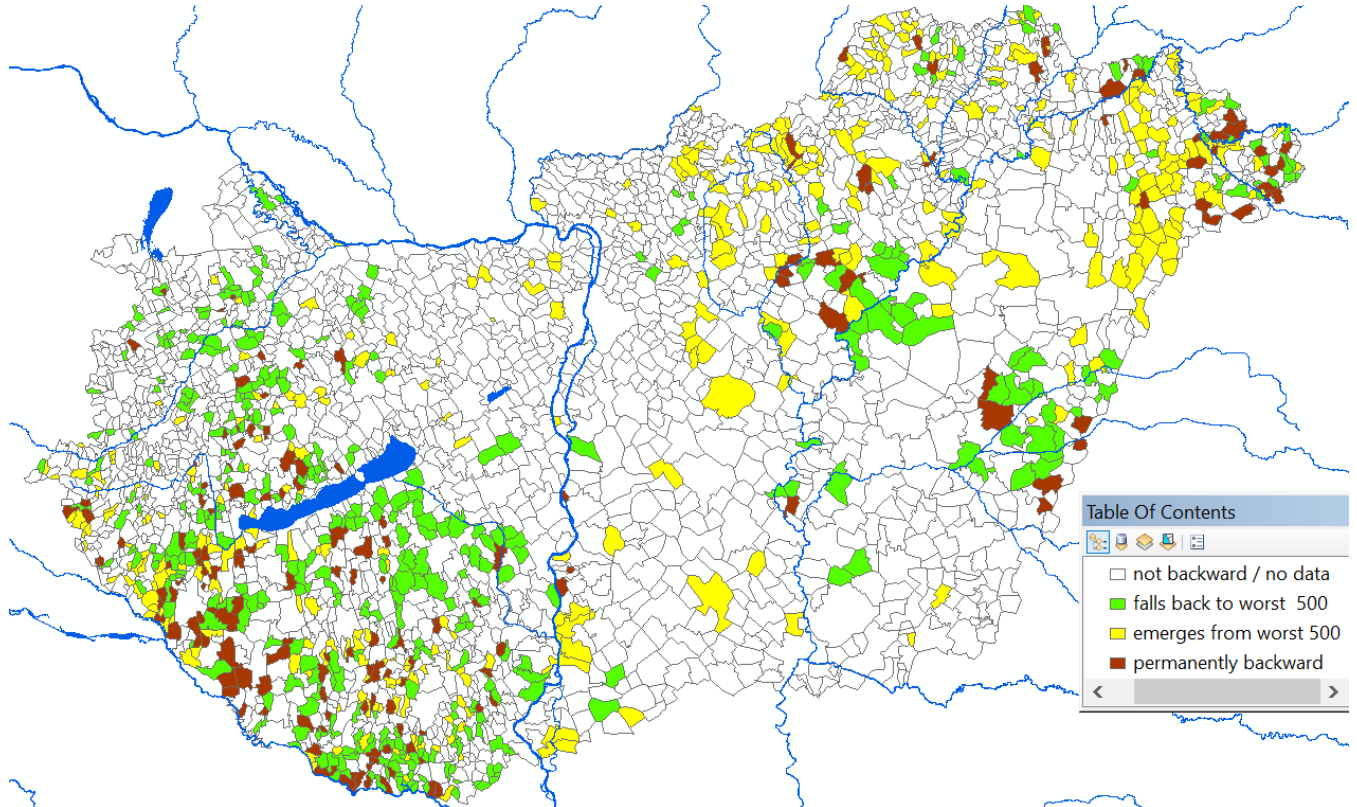 Table Of Contents
not backward / no data
falls back to worst 500
emerges from worst 500
permanently backward